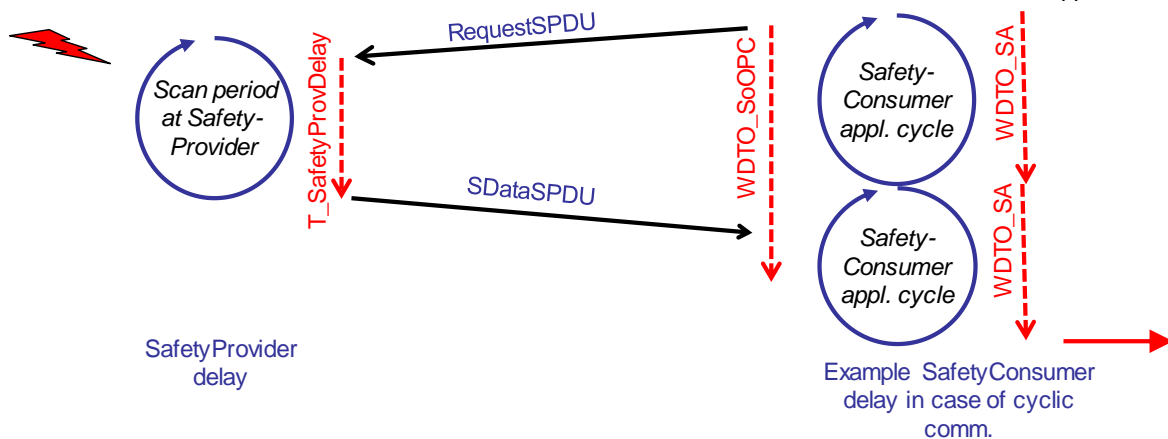 RequestSPDU
Scan period
at Safety-
Provider
T_SafetyProvDelay
SDataSPDU
WDTO_SoOPC
Safety-
Consumer
appl. cycle
WDTO_SA
Safety-
Consumer
appl. cycle
WDTO_SA
SafetyProvider
delay
Example SafetyConsumer
delay in case of cyclic
comm.